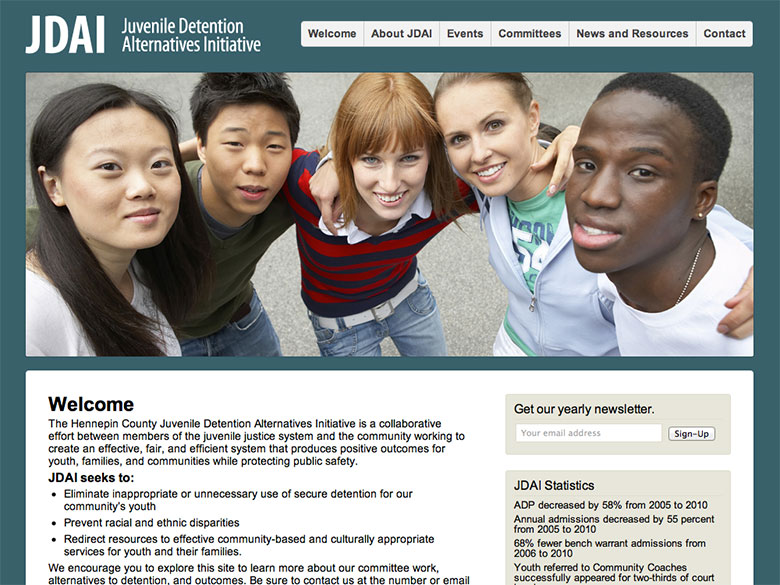 JDAI Juvenile Detention
Alternatives Initiative
Welcome About JDAI Events Committees News and Resources Contact
Welcome
The Hennepin County Juvenile Detention Alternatives Initiative is a collaborative
effort between members of the juvenile justice system and the community working to
create an effective, fair, and efficient system that produces positive outcomes for
youth, families, and communities while protecting public safety.
JDAI seeks to:
• Eliminate inappropriate or unnecessary use of secure detention for our
community's youth
• Prevent racial and ethnic disparities
• Redirect resources to effective community-based and culturally appropriate
services for youth and their families.
We encourage you to explore this site to learn more about our committee work,
alternatives to detention, and outcomes. Be sure to contact us at the number or email
Get our yearly newsletter.
Your email address Sign-Up
JDAI Statistics
ADP decreased by 58% from 2005 to 2010
Annual admissions decreased by 55 percent
from 2005 to 2010
68% fewer bench warrant admissions from
2006 to 2010
Youth referred to Community Coaches
successfully appeared for two-thirds of court